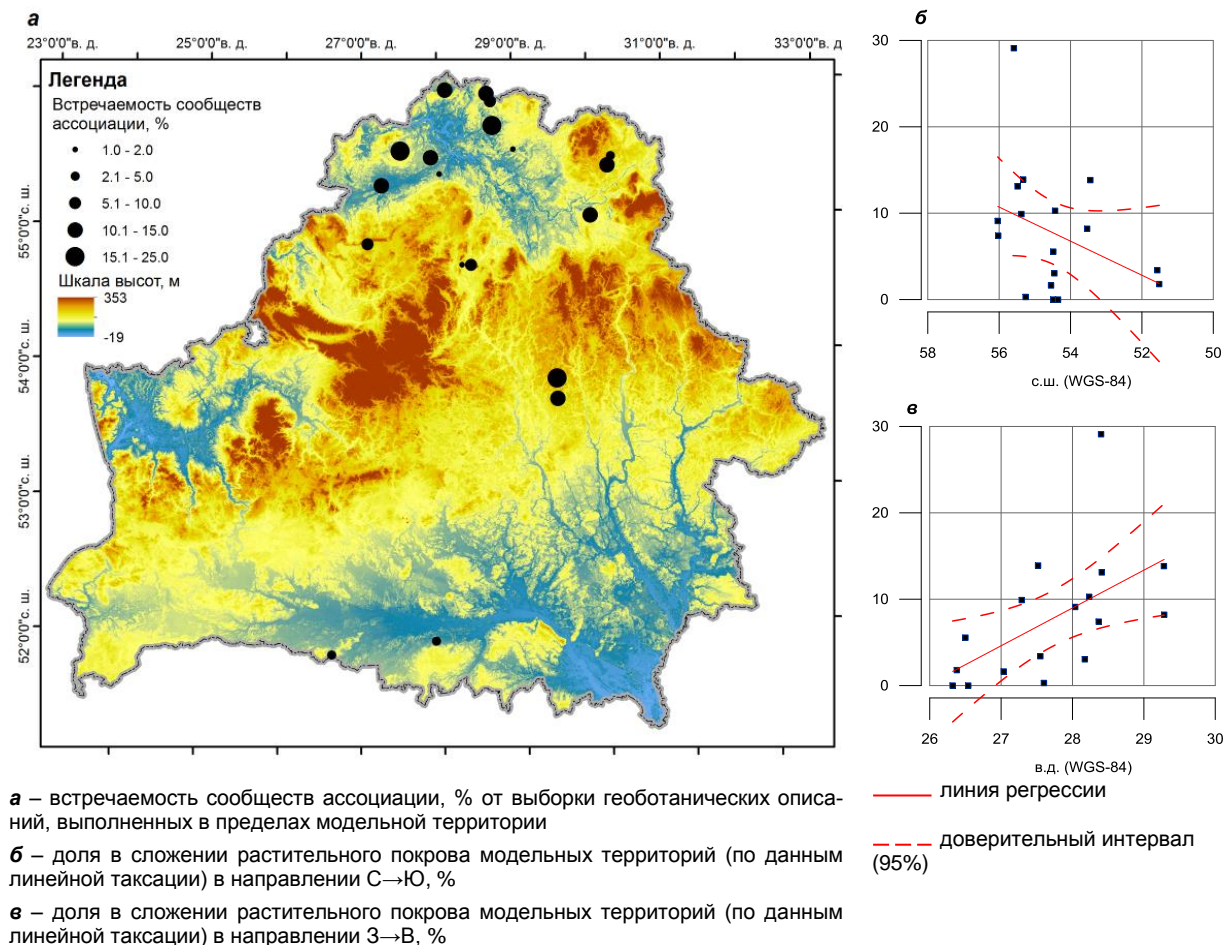 а
23°0'0"в. д. 25°0'0"в. д. 27°0'0"в. д. 29°0'0"в. д. 31°0'0"в. д. 33°0'0"в. д
Легенда
Встречаемость сообществ
ассоциации, %
1.0 - 2.0
2.1 - 5.0
5.1 - 10.0
10.1 - 15.0
15.1 - 25.0
Шкала высот, м
353
-19
55°0'0"с. ш.
54°0'0"с. ш.
53°0'0"с. ш.
52°0'0"с. ш.
б
30
20
10
0
58 56 54 52 50
с.ш. (WGS-84)
в
30
20
10
0
26 27 28 29 30
в.д. (WGS-84)
линия регрессии
доверительный интервал
(95%)
а – встречаемость сообществ ассоциации, % от выборки геоботанических описа-
ний, выполненных в пределах модельной территории
б – доля в сложении растительного покрова модельных территорий (по данным
линейной таксации) в направлении С→Ю, %
в – доля в сложении растительного покрова модельных территорий (по данным
линейной таксации) в направлении З→В, %